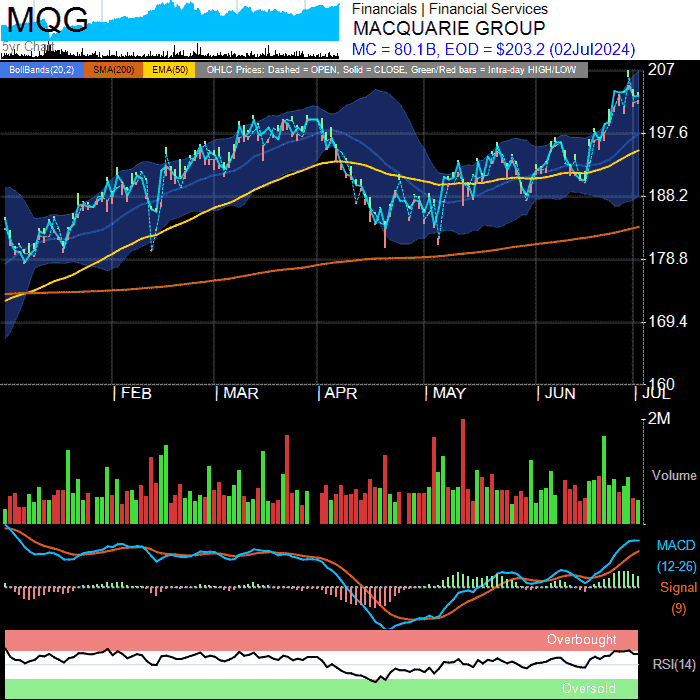 MQG
5yr Chart
Financials | Financial Services
MACQUARIE GROUP
MC = 80.1B, EOD = $203.2 (02Jul2024)
BollBands(20,2) SMA(200) EMA(50) OHLC Prices: Dashed = OPEN, Solid = CLOSE, Green/Red bars = Intra-day HIGH/LOW
207
197.6
188.2
178.8
169.4
160
| FEB | MAR | APR | MAY | JUN | JUL
2M
Volume
MACD
(12-26)
Signal
(9)
Overbought
RSI(14)
Oversold